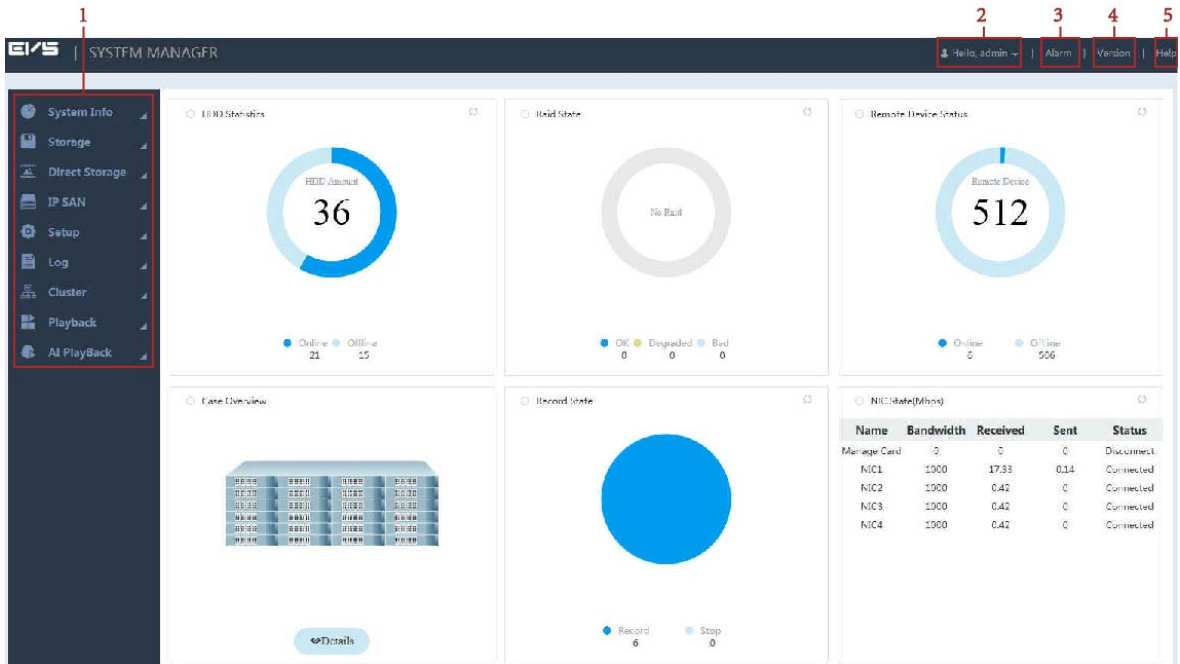 1
2 3 4 5
EVS | SYSTEM MANAGER
Hello, admin | Alarm | Version | Help
System Info
Storage
Direct Storage
IP SAN
Setup
Log
Cluster
Playback
AI PlayBack
HDD Statistics
HDD Amount
36
Online Offline
21 15
Raid State
No Raid
OK Degraded Bad
0 0 0
Remote Device Status
Remote Device
512
Online Offline
6 506
Case Overview
Details
Record State
Record Stop
6 0
NIC State(Mbps)
Name Bandwidth Received Sent Status
Manage Card 0 0 0 Disconnect
NIC1 1000 17.33 0.14 Connected
NIC2 1000 0.42 0 Connected
NIC3 1000 0.42 0 Connected
NIC4 1000 0.42 0 Connected